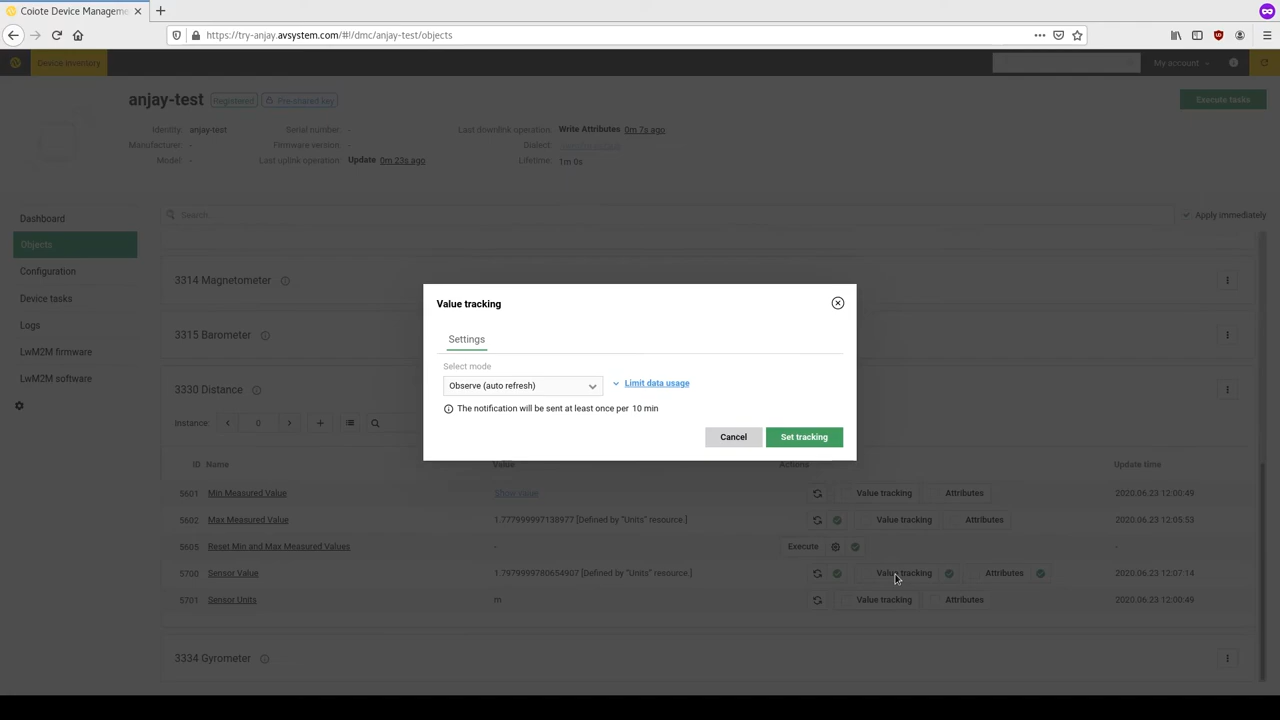 Coiote Device Manageme
https://try-anjay.avsystem.com/#!/dmc/anjay-test/objects
Device inventory
My account
anjay-test Registered Pre-shared key
Execute tasks
Identity: anjay-test Serial number: - Last downlink operation: Write Attributes 0m 7s ago
Manufacturer: - Firmware version: - Dialect:
Model: - Last uplink operation: Update 0m 23s ago Lifetime: 1m 0s
Dashboard
Objects
Configuration
Device tasks
Logs
LwM2M firmware
LwM2M software
Search... Apply immediately
3314 Magnetometer
3315 Barometer
3330 Distance
Instance: 0
Value tracking
Settings
Select mode
Observe (auto refresh) Limit data usage
The notification will be sent at least once per 10 min
Cancel Set tracking
ID Name Value Actions Update time
5601 Min Measured Value Show value Value tracking Attributes 2020.06.23 12:00:49
5602 Max Measured Value 1.777999997138977 [Defined by "Units" resource.] Value tracking Attributes 2020.06.23 12:05:53
5605 Reset Min and Max Measured Values - Execute -
5700 Sensor Value 1.7979999780654907 [Defined by "Units" resource.] Value tracking Attributes 2020.06.23 12:07:14
5701 Sensor Units m Value tracking Attributes 2020.06.23 12:00:49
3334 Gyrometer